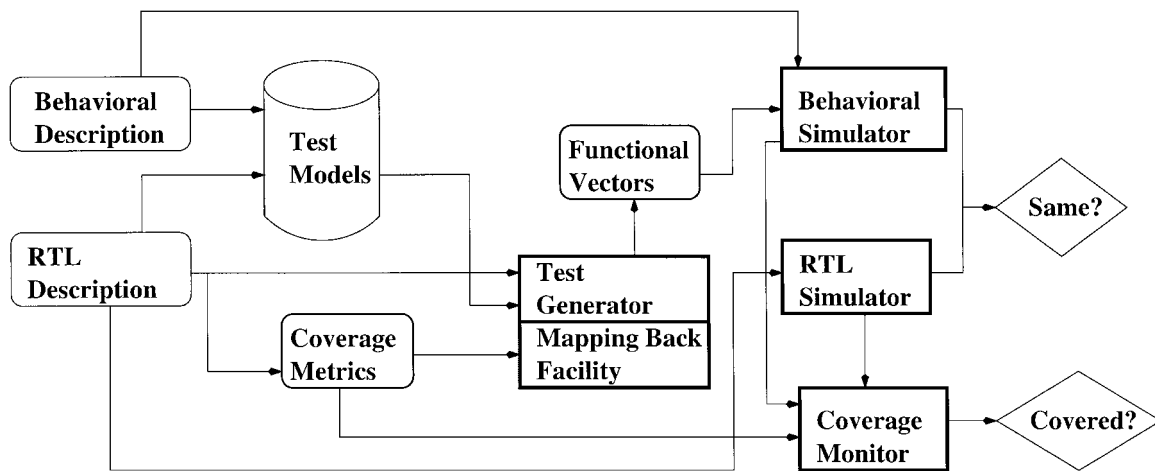 Behavioral
Description
Test
Models
Functional
Vectors
Behavioral
Simulator
Same?
RTL
Description
Test
Generator
Mapping Back
Facility
RTL
Simulator
Coverage
Metrics
Coverage
Monitor
Covered?